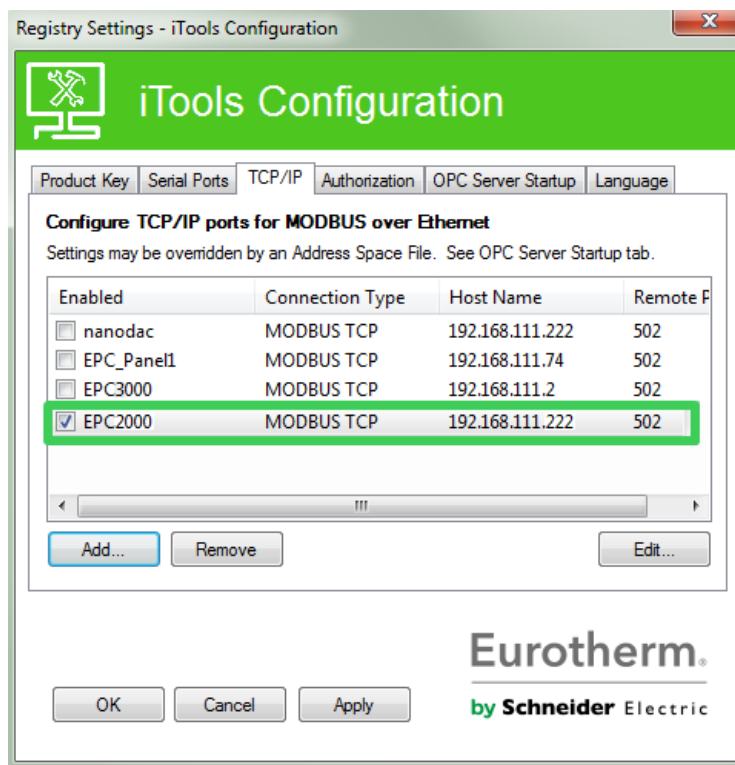 Registry Settings - iTools Configuration
iTools Configuration
Product Key Serial Ports TCP/IP Authorization OPC Server Startup Language
Configure TCP/IP ports for MODBUS over Ethernet
Settings may be overridden by an Address Space File. See OPC Server Startup tab.
Enabled Connection Type Host Name Remote P
nanodac MODBUS TCP 192.168.111.222 502
EPC_Panel1 MODBUS TCP 192.168.111.74 502
EPC3000 MODBUS TCP 192.168.111.2 502
EPC2000 MODBUS TCP 192.168.111.222 502
Add... Remove Edit...
Eurotherm®
OK Cancel Apply by Schneider Electric